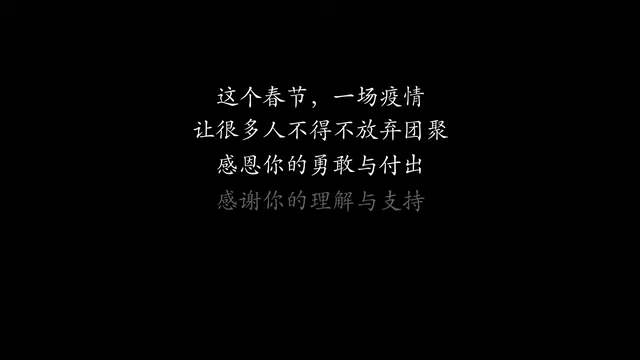 这个春节，一场疫情
让很多人不得不放弃团聚
感恩你的勇敢与付出
感谢你的理解与支持